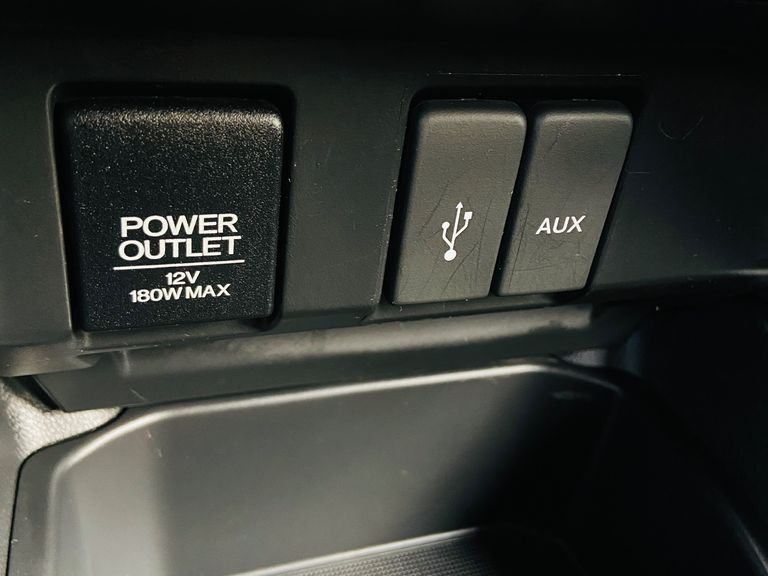 POWER
OUTLET
12V
180W MAX
AUX